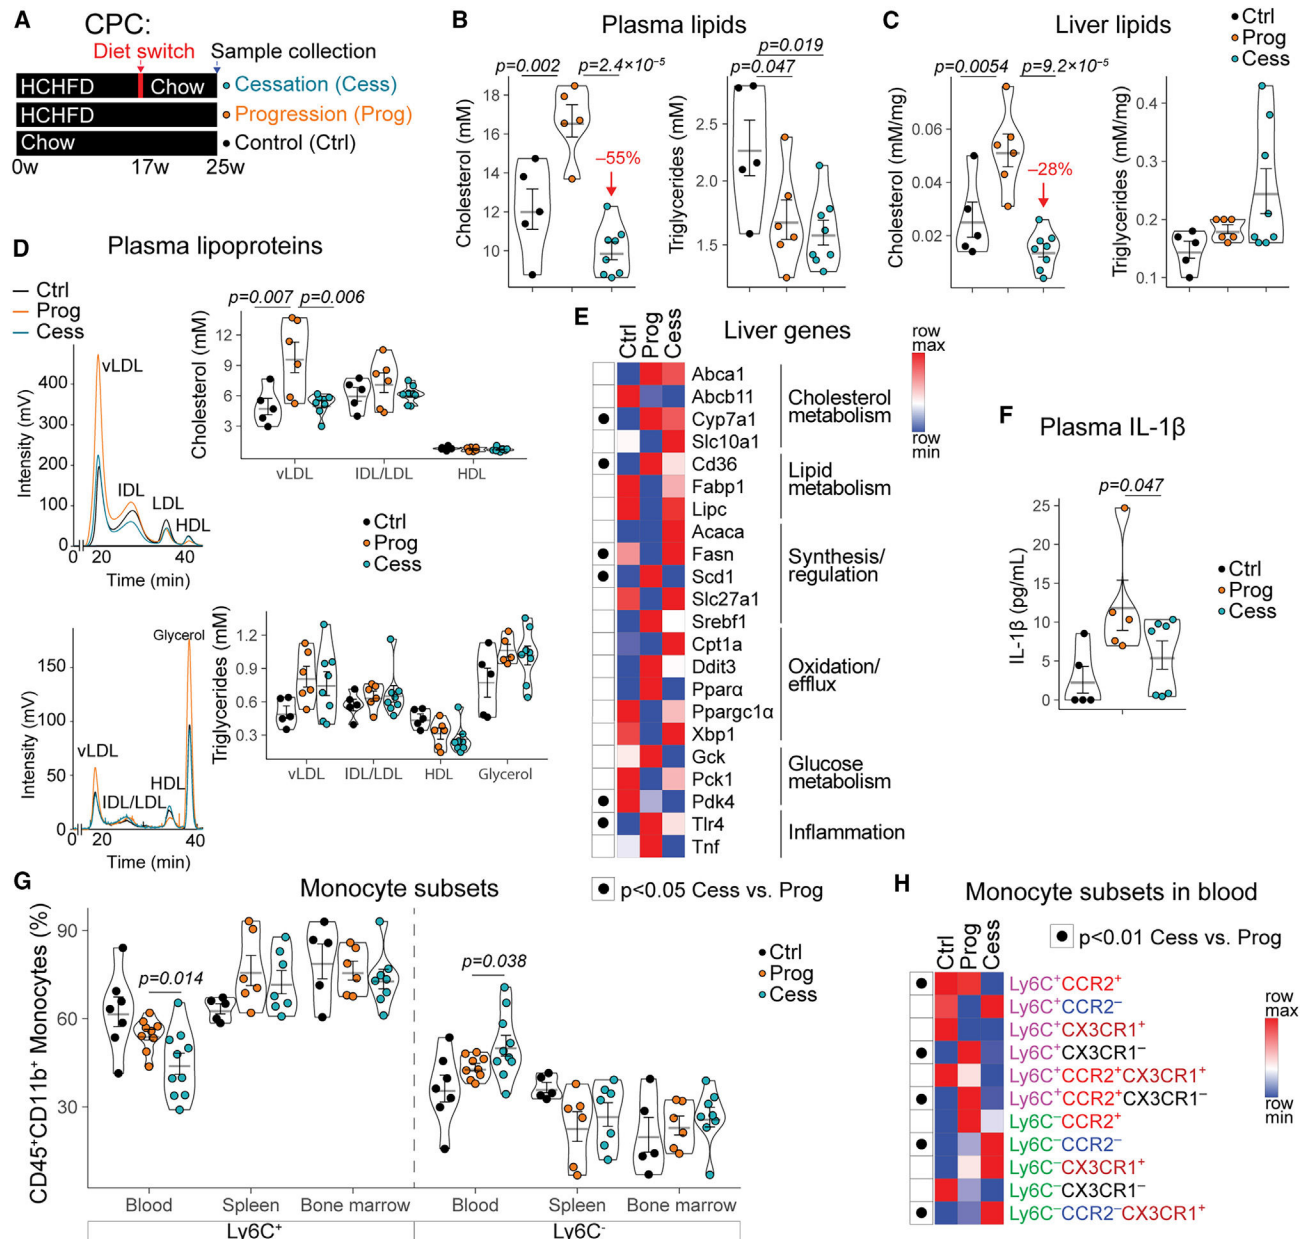 A
CPC:
Diet switch
Sample collection
HCHFD
Chow
Cessation (Cess)
HCHFD
Progression (Prog)
Chow
Control (Ctrl)
0w
17w
25w
B
Plasma lipids
p=0.002
p=2.4×10⁻⁵
Cholesterol (mM)
18
16
14
12
10
–55%
p=0.019
p=0.047
Triglycerides (mM)
2.5
2.0
1.5
C
Liver lipids
Ctrl
Prog
Cess
p=0.0054
p=9.2×10⁻⁵
Cholesterol (mM/mg)
0.06
0.04
0.02
–28%
Triglycerides (mM/mg)
0.4
0.3
0.2
0.1
D
Plasma lipoproteins
Ctrl
Prog
Cess
Intensity (mV)
400
300
200
100
0
vLDL
IDL
LDL
HDL
0
20
40
Time (min)
p=0.007
p=0.006
Cholesterol (mM)
12
9
6
3
vLDL
IDL/LDL
HDL
Ctrl
Prog
Cess
Intensity (mV)
150
100
50
0
Glycerol
vLDL
IDL/LDL
HDL
0
20
40
Time (min)
Triglycerides (mM)
1.2
0.9
0.6
0.3
vLDL
IDL/LDL
HDL
Glycerol
E
Liver genes
Ctrl
Prog
Cess
row
max
row
min
Abca1
Abcb11
Cyp7a1
Slc10a1
Cd36
Fabp1
Lipc
Acaca
Fasn
Scd1
Slc27a1
Srebf1
Cpt1a
Ddit3
Pparα
Ppargc1α
Xbp1
Gck
Pck1
Pdk4
Tlr4
Tnf
Cholesterol
metabolism
Lipid
metabolism
Synthesis/
regulation
Oxidation/
efflux
Glucose
metabolism
Inflammation
p<0.05 Cess vs. Prog
F
Plasma IL-1β
p=0.047
IL-1β (pg/mL)
25
20
15
10
5
0
Ctrl
Prog
Cess
G
Monocyte subsets
CD45⁺CD11b⁺ Monocytes (%)
90
60
30
p=0.014
p=0.038
Ctrl
Prog
Cess
Blood
Spleen
Bone marrow
Blood
Spleen
Bone marrow
Ly6C⁺
Ly6C⁻
H
Monocyte subsets in blood
Ctrl
Prog
Cess
p<0.01 Cess vs. Prog
Ly6C⁺CCR2⁺
Ly6C⁺CCR2⁻
Ly6C⁺CX3CR1⁺
Ly6C⁺CX3CR1⁻
Ly6C⁺CCR2⁺CX3CR1⁺
Ly6C⁺CCR2⁺CX3CR1⁻
Ly6C⁻CCR2⁺
Ly6C⁻CCR2⁻
Ly6C⁻CX3CR1⁺
Ly6C⁻CX3CR1⁻
Ly6C⁻CCR2⁻CX3CR1⁺
row
max
row
min